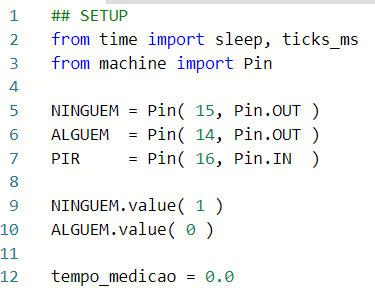 1 ## SETUP
2 from time import sleep, ticks_ms
3 from machine import Pin
4
5 NINGUEM = Pin( 15, Pin.OUT )
6 ALGUEM  = Pin( 14, Pin.OUT )
7 PIR     = Pin( 16, Pin.IN  )
8
9 NINGUEM.value( 1 )
10 ALGUEM.value( 0 )
11
12 tempo_medicao = 0.0